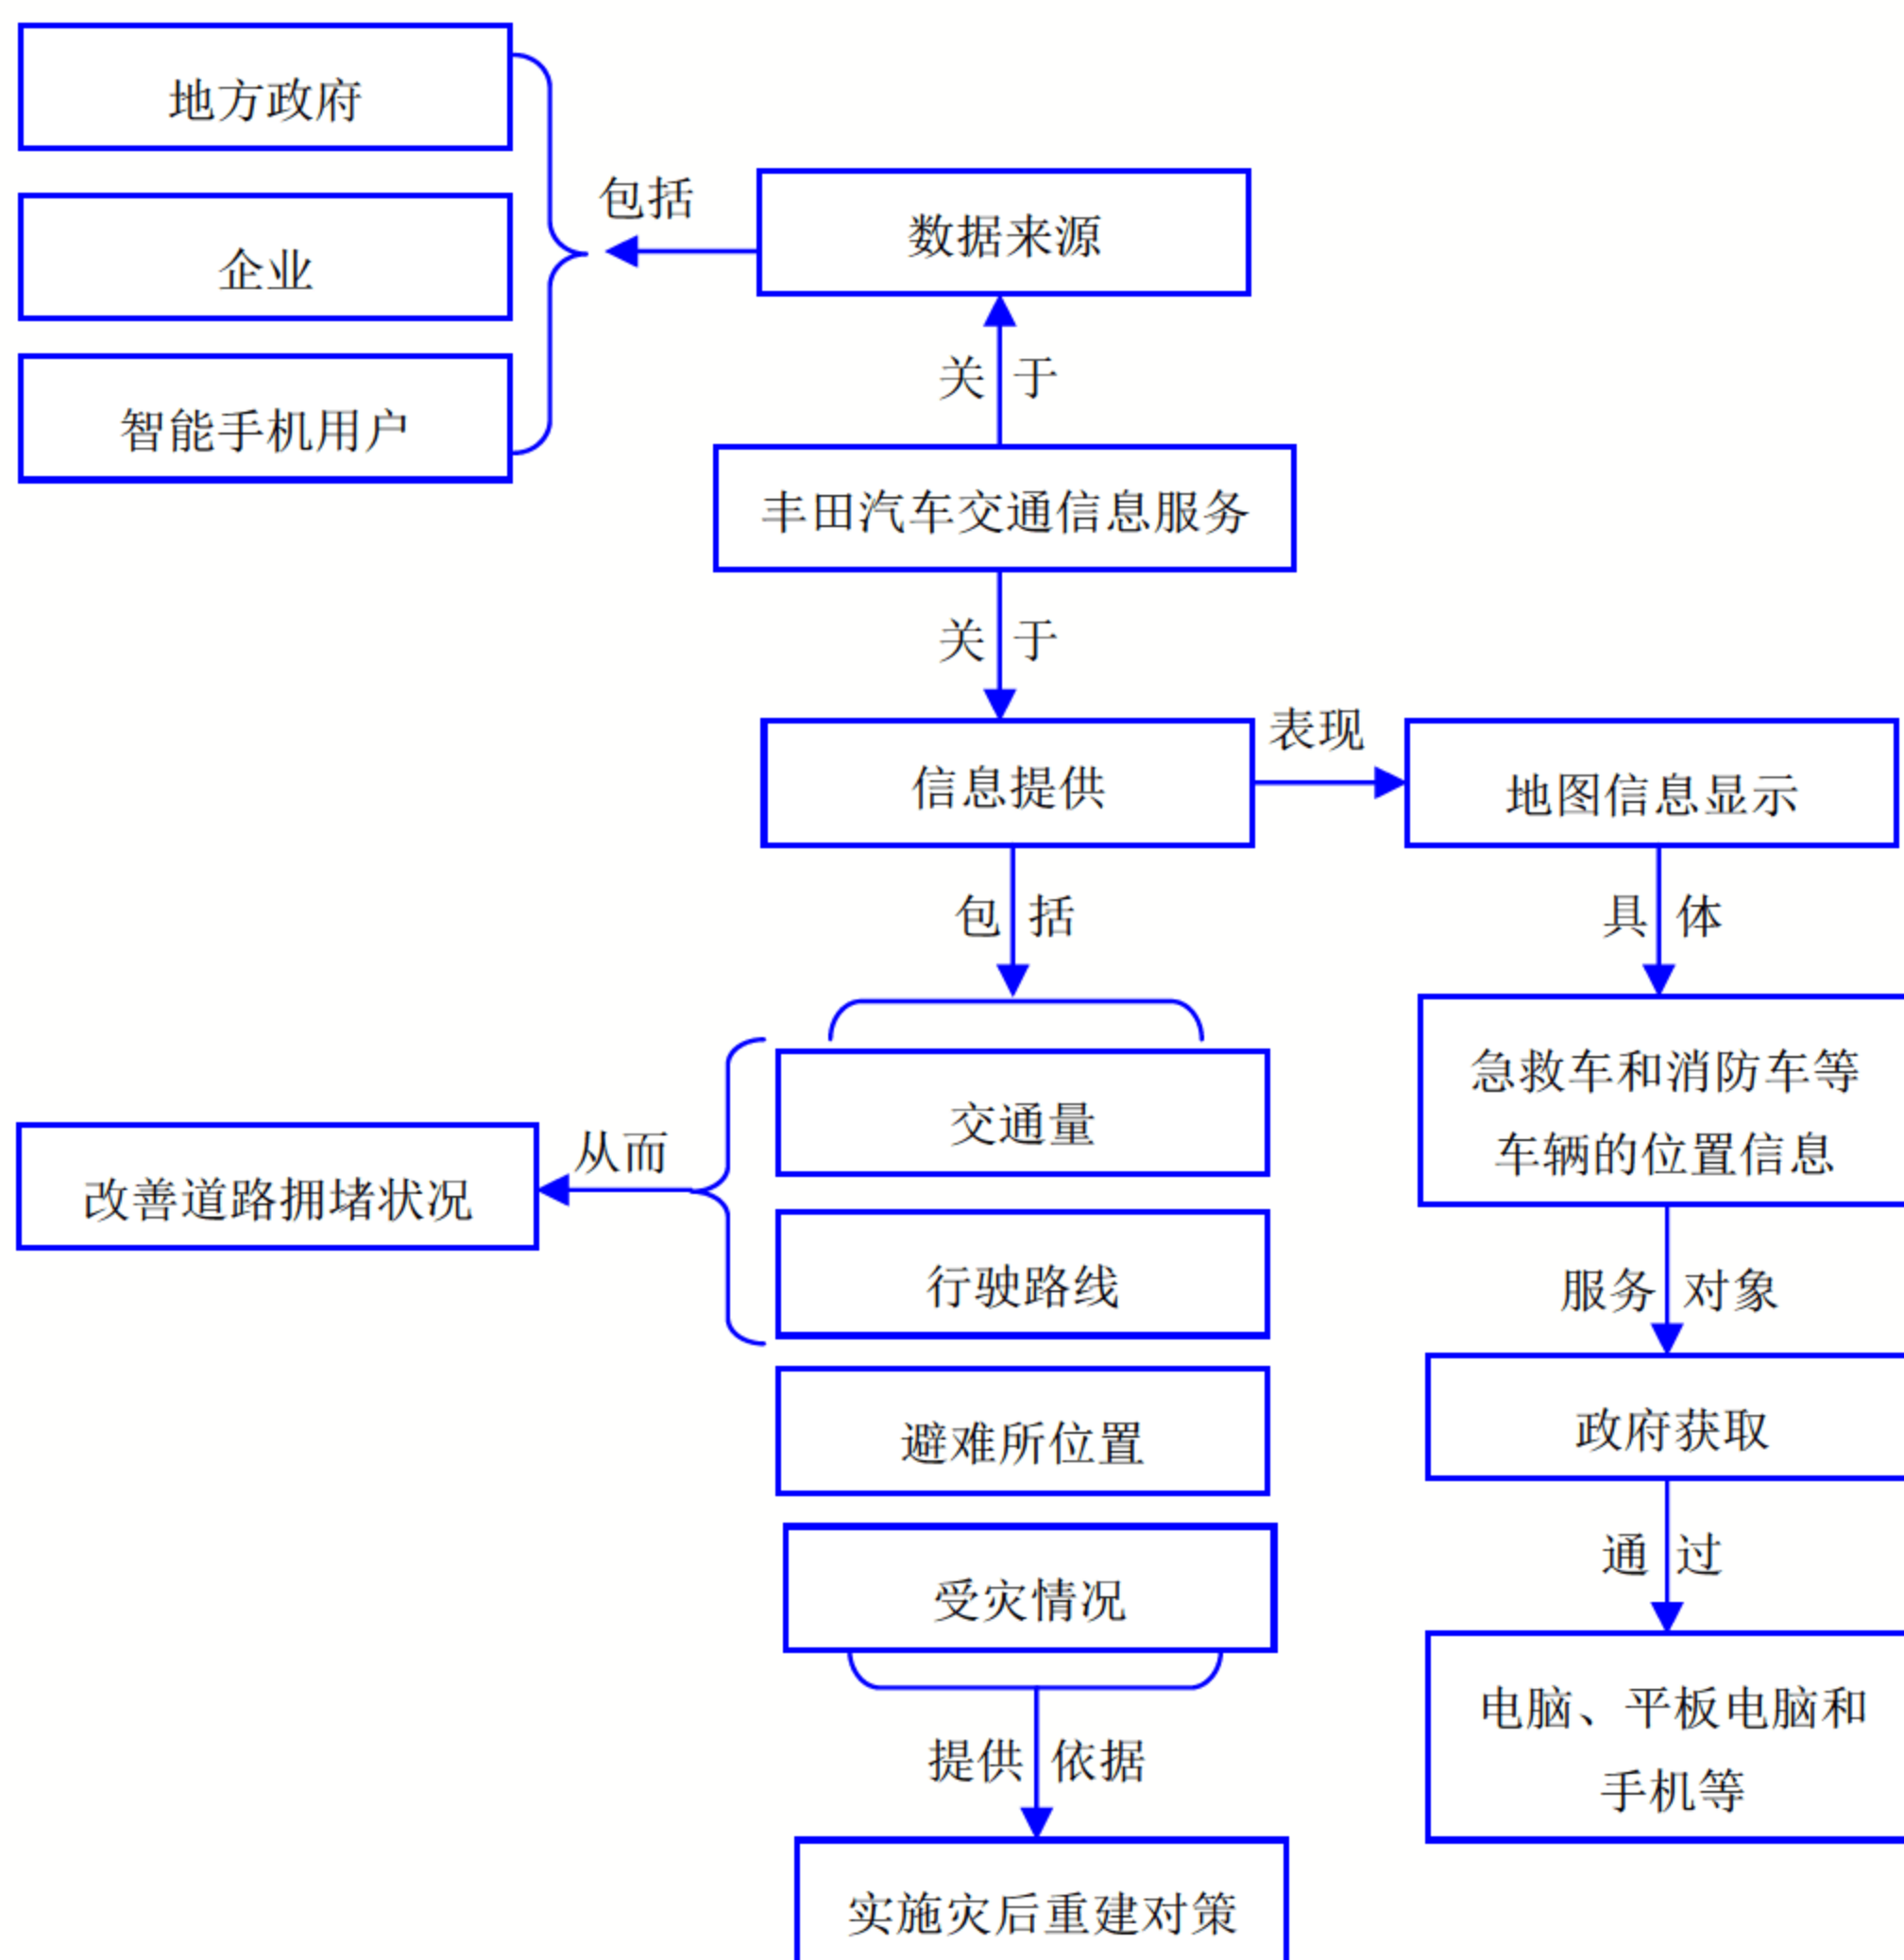 地方政府
企业
智能手机用户
包括
数据来源
关于
丰田汽车交通信息服务
关于
信息提供
表现
地图信息显示
包括
具体
交通量
行驶路线
避难所位置
受灾情况
从而
改善道路拥堵状况
提供依据
实施灾后重建对策
急救车和消防车等
车辆的位置信息
服务对象
政府获取
通过
电脑、平板电脑和
手机等